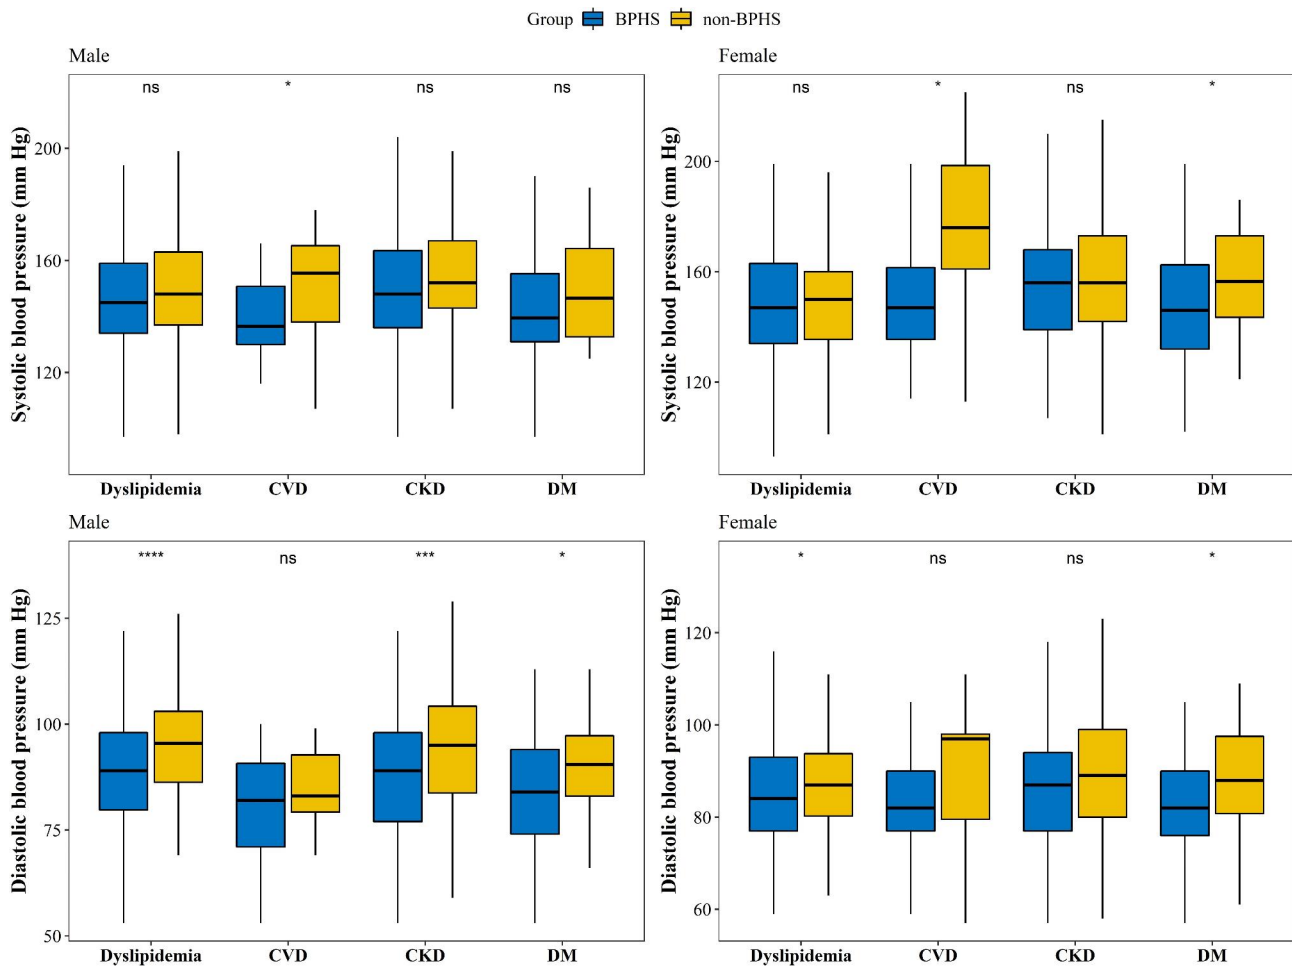 Group BPHS non-BPHS
Male
ns * ns ns
Systolic blood pressure (mm Hg)
200
160
120
Dyslipidemia CVD CKD DM
Female
ns * ns *
Systolic blood pressure (mm Hg)
200
160
120
Dyslipidemia CVD CKD DM
Male
**** ns *** *
Diastolic blood pressure (mm Hg)
125
100
75
50
Dyslipidemia CVD CKD DM
Female
* ns ns *
Diastolic blood pressure (mm Hg)
120
100
80
60
Dyslipidemia CVD CKD DM